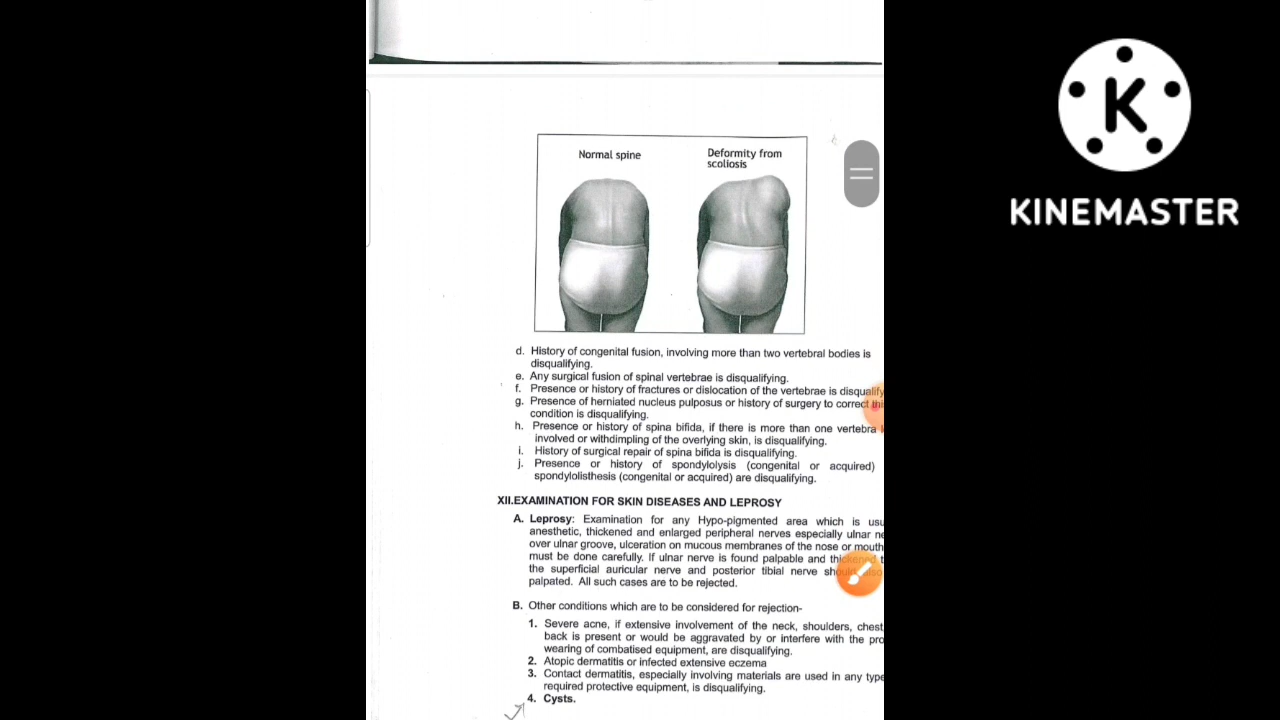 Normal spine
Deformity from
scoliosis
K
KINEMASTER
d. History of congenital fusion, involving more than two vertebral bodies is
disqualifying.
e. Any surgical fusion of spinal vertebrae is disqualifying.
f. Presence or history of fractures or dislocation of the vertebrae is disqualify
g. Presence of herniated nucleus pulposus or history of surgery to correct thi
condition is disqualifying.
h. Presence or history of spina bifida, if there is more than one vertebra
involved or withdimpling of the overlying skin, is disqualifying.
i. History of surgical repair of spina bifida is disqualifying.
j. Presence or history of spondylolysis (congenital or acquired)
spondylolisthesis (congenital or acquired) are disqualifying.
XII.EXAMINATION FOR SKIN DISEASES AND LEPROSY
A. Leprosy: Examination for any Hypo-pigmented area which is usu
anesthetic, thickened and enlarged peripheral nerves especially ulnar ne
over ulnar groove, ulceration on mucous membranes of the nose or mouth
must be done carefully. If ulnar nerve is found palpable and thickened t
the superficial auricular nerve and posterior tibial nerve should also
palpated. All such cases are to be rejected.
B. Other conditions which are to be considered for rejection-
1. Severe acne, if extensive involvement of the neck, shoulders, chest
back is present or would be aggravated by or interfere with the pro
wearing of combatised equipment, are disqualifying.
2. Atopic dermatitis or infected extensive eczema
3. Contact dermatitis, especially involving materials are used in any type
required protective equipment, is disqualifying.
4. Cysts.